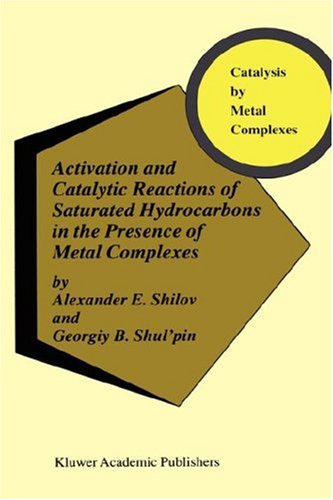 Catalysis
by
Metal
Complexes
Activation and
Catalytic Reactions of
Saturated Hydrocarbons
in the Presence of
Metal Complexes
by
Alexander E. Shilov
and
Georgiy B. Shul'pin
Kluwer Academic Publishers